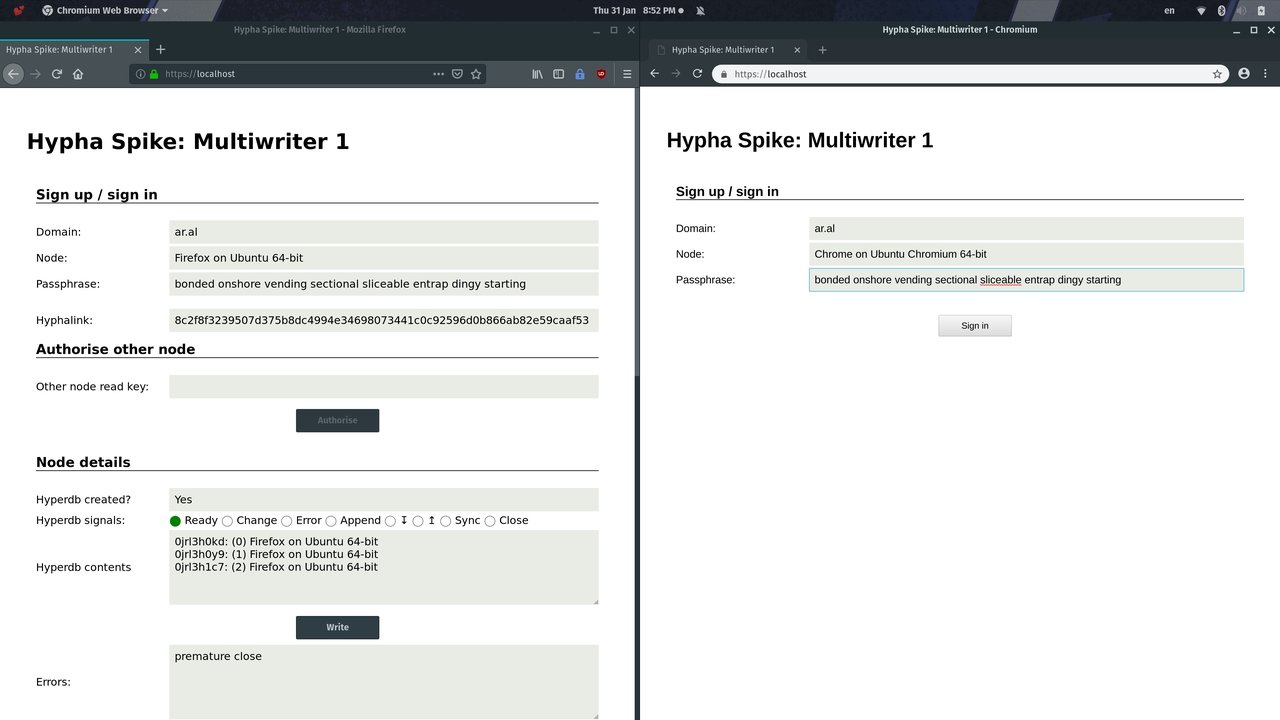 Chromium Web Browser
Thu 31 Jan 8:52 PM
en
Hypha Spike: Multiwriter 1 - Mozilla Firefox
Hypha Spike: Multiwriter 1
https://localhost
Hypha Spike: Multiwriter 1
Sign up / sign in
Domain: ar.al
Node: Firefox on Ubuntu 64-bit
Passphrase: bonded onshore vending sectional sliceable entrap dingy starting
Hyphalink: 8c2f8f3239507d375b8dc4994e34698073441c0c92596d0b866ab82e59caaf53
Authorise other node
Other node read key:
Authorise
Node details
Hyperdb created? Yes
Hyperdb signals: Ready Change Error Append ↧ ↥ Sync Close
Hyperdb contents
0jrl3h0kd: (0) Firefox on Ubuntu 64-bit
0jrl3h0y9: (1) Firefox on Ubuntu 64-bit
0jrl3h1c7: (2) Firefox on Ubuntu 64-bit
Write
Errors:
premature close
Hypha Spike: Multiwriter 1 - Chromium
Hypha Spike: Multiwriter 1
https://localhost
Hypha Spike: Multiwriter 1
Sign up / sign in
Domain: ar.al
Node: Chrome on Ubuntu Chromium 64-bit
Passphrase: bonded onshore vending sectional sliceable entrap dingy starting
Sign in